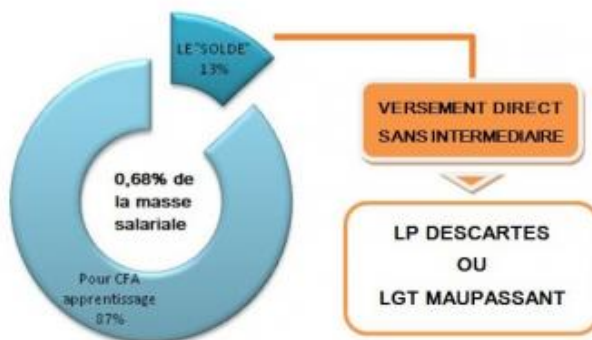 LE "SOLDE"
13%
0,68% de
la masse
salariale
Pour CFA
apprentissage
87%
VERSEMENT DIRECT
SANS INTERMEDIAIRE
LP DESCARTES
OU
LGT MAUPASSANT